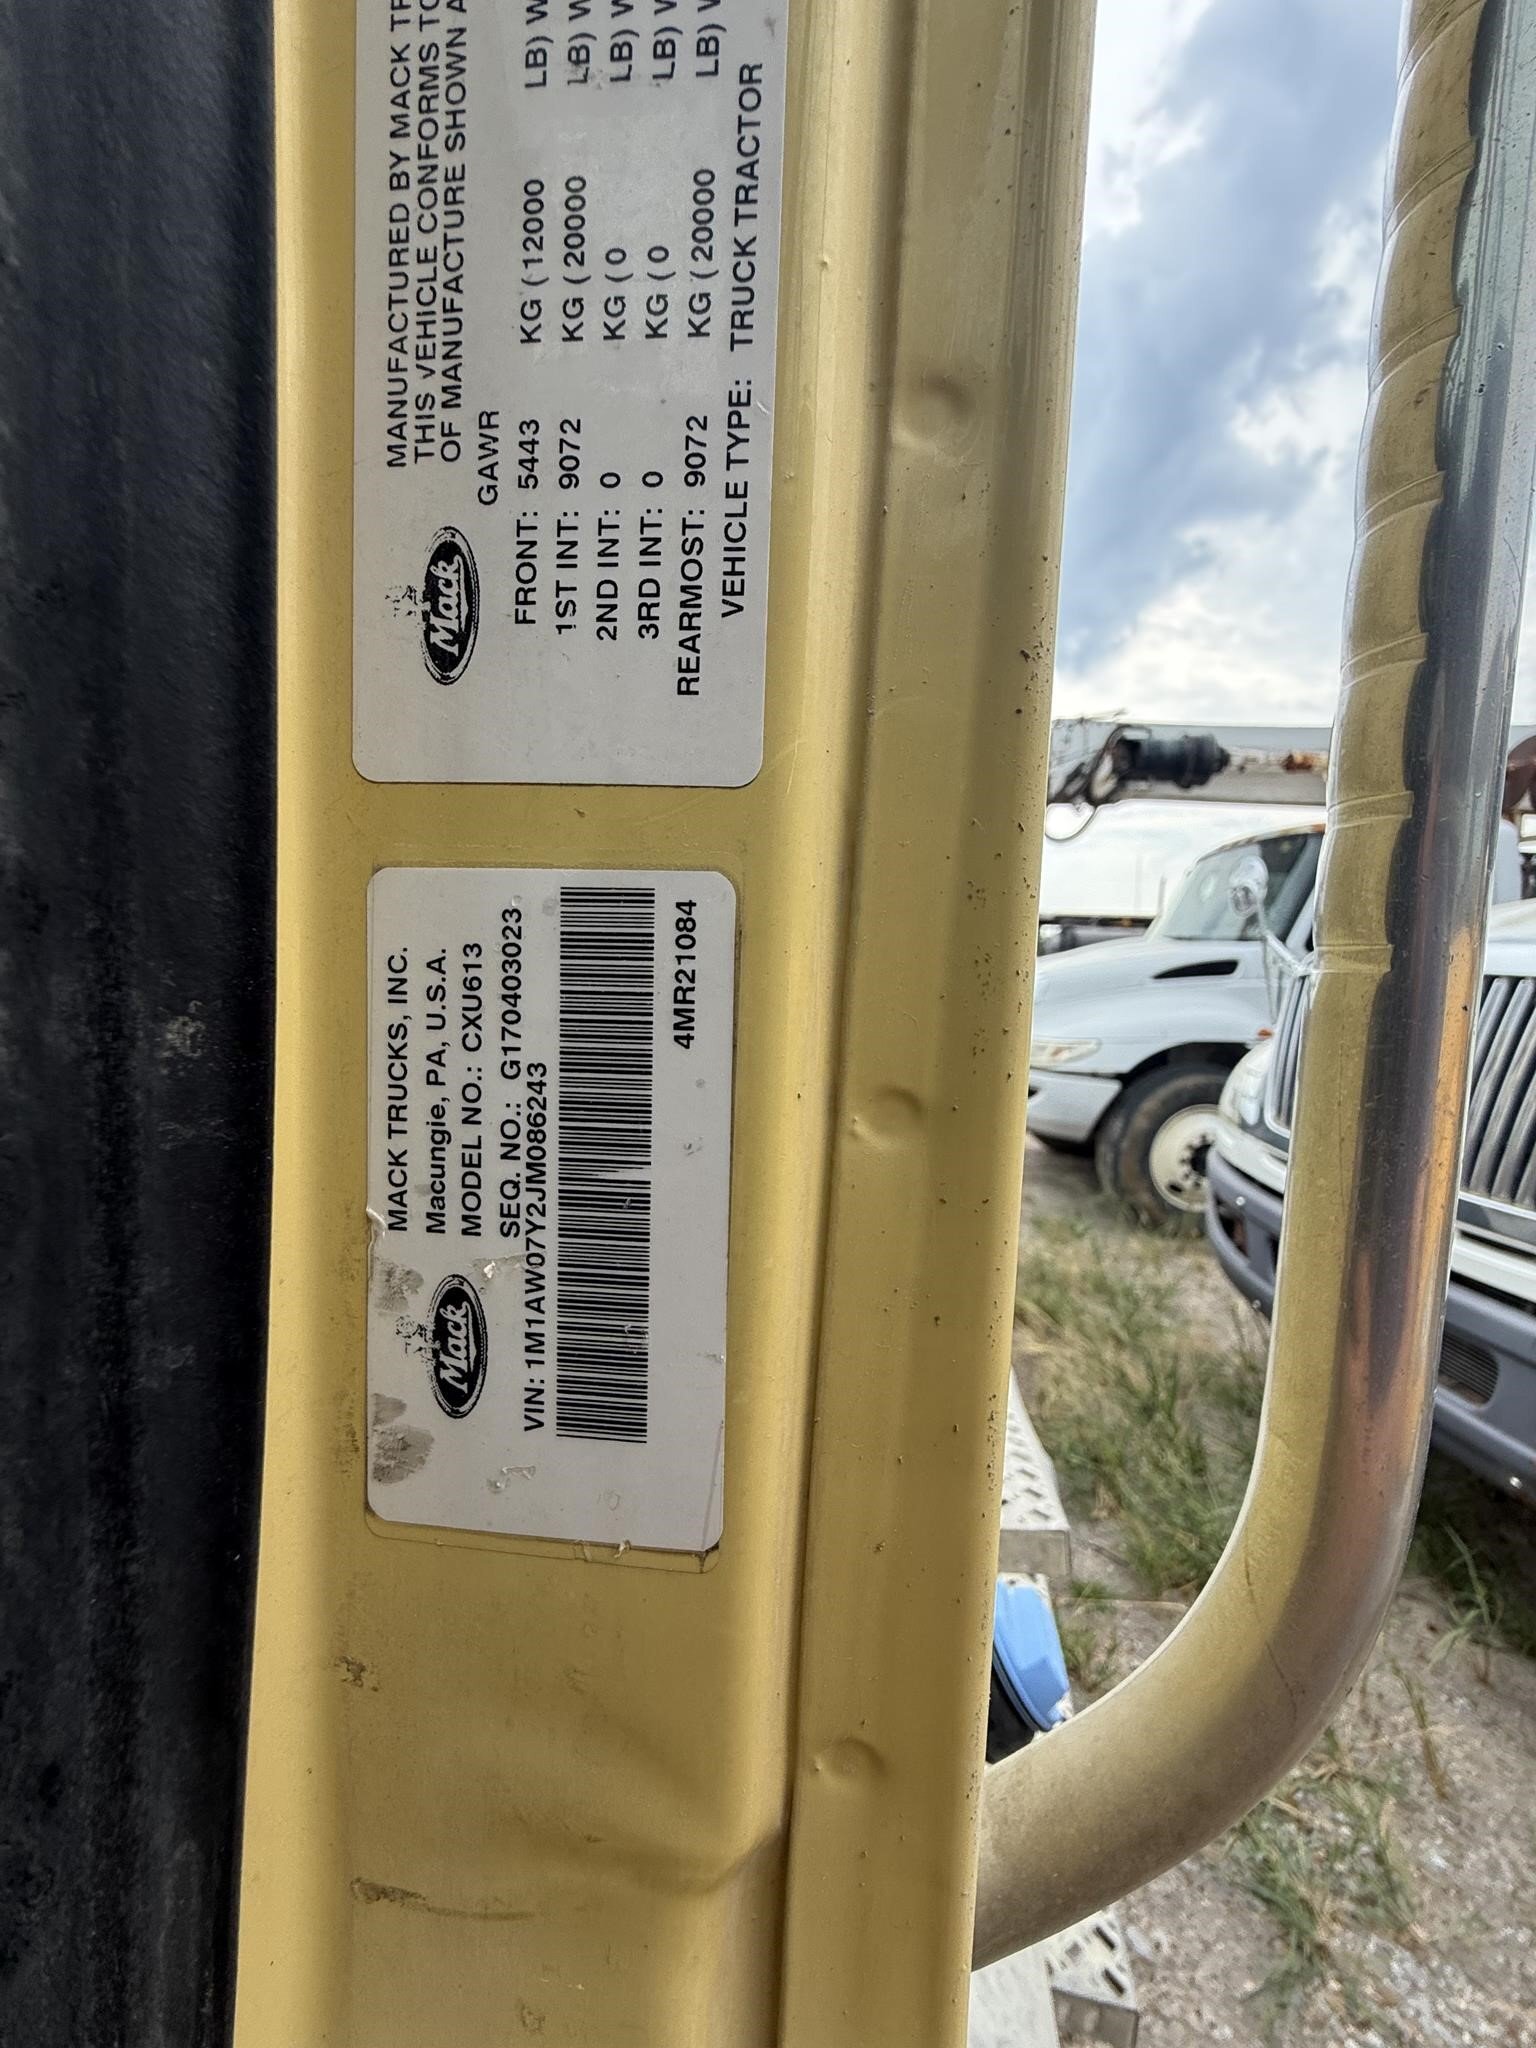 MANUFACTURED BY MACK TR
THIS VEHICLE CONFORMS TO
OF MANUFACTURE SHOWN A
Mack
GAWR
FRONT: 5443 KG (12000 LB) W
1ST INT: 9072 KG (20000 LB) W
2ND INT: 0 KG (0 LB) W
3RD INT: 0 KG (0 LB) W
REARMOST: 9072 KG (20000 LB) W
VEHICLE TYPE: TRUCK TRACTOR
MACK TRUCKS, INC.
Macungie, PA, U.S.A.
MODEL NO.: CXU613
Mack
SEQ. NO.: G170403023
VIN: 1M1AW07Y2JM086243
4MR21084